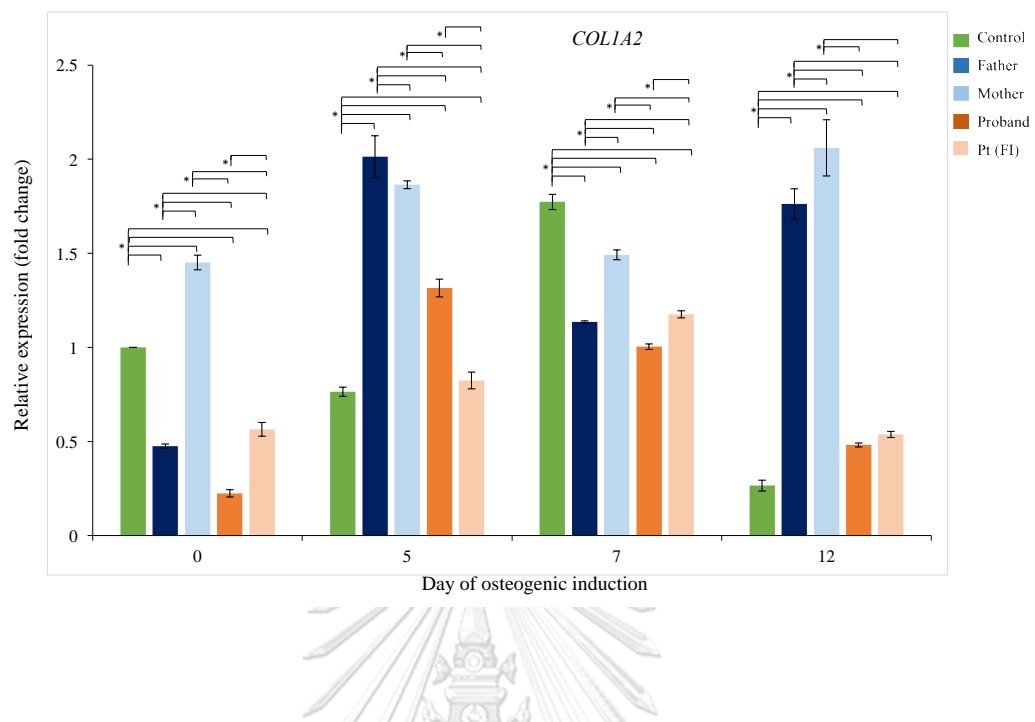 COL1A2
Control
Father
Mother
Proband
Pt (FI)
Relative expression (fold change)
2.5
2
1.5
1
0.5
0
* * * *
* * * *
* * * *
* * *
0 5 7 12
Day of osteogenic induction